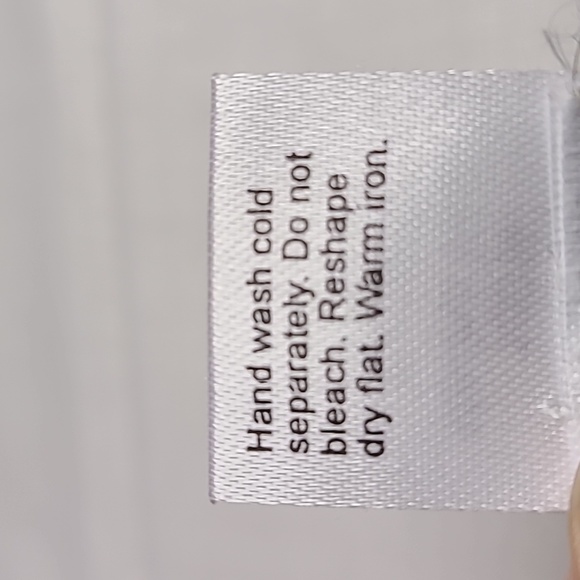 Hand wash cold
separately. Do not
bleach. Reshape
dry flat. Warm iron.